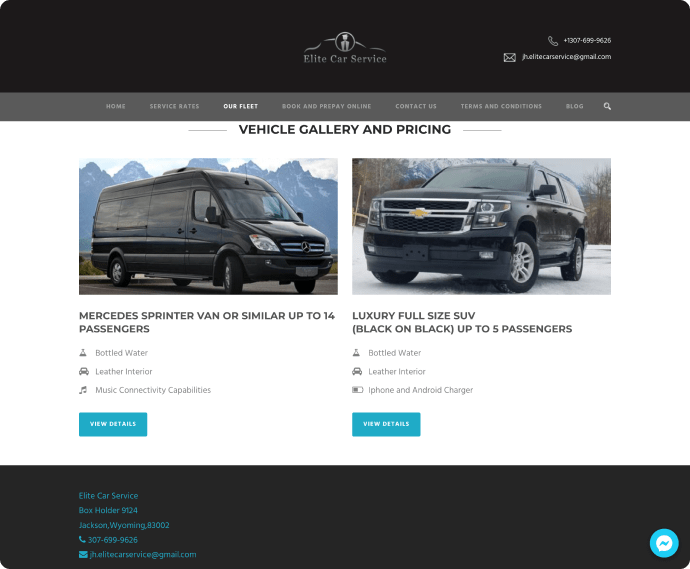 Elite Car Service
+1307-699-9626
jh.elitecarservice@gmail.com
HOME SERVICE RATES OUR FLEET BOOK AND PREPAY ONLINE CONTACT US TERMS AND CONDITIONS BLOG
VEHICLE GALLERY AND PRICING
MERCEDES SPRINTER VAN OR SIMILAR UP TO 14
PASSENGERS
Bottled Water
Leather Interior
Music Connectivity Capabilities
VIEW DETAILS
LUXURY FULL SIZE SUV
(BLACK ON BLACK) UP TO 5 PASSENGERS
Bottled Water
Leather Interior
Iphone and Android Charger
VIEW DETAILS
Elite Car Service
Box Holder 9124
Jackson,Wyoming,83002
307-699-9626
jh.elitecarservice@gmail.com